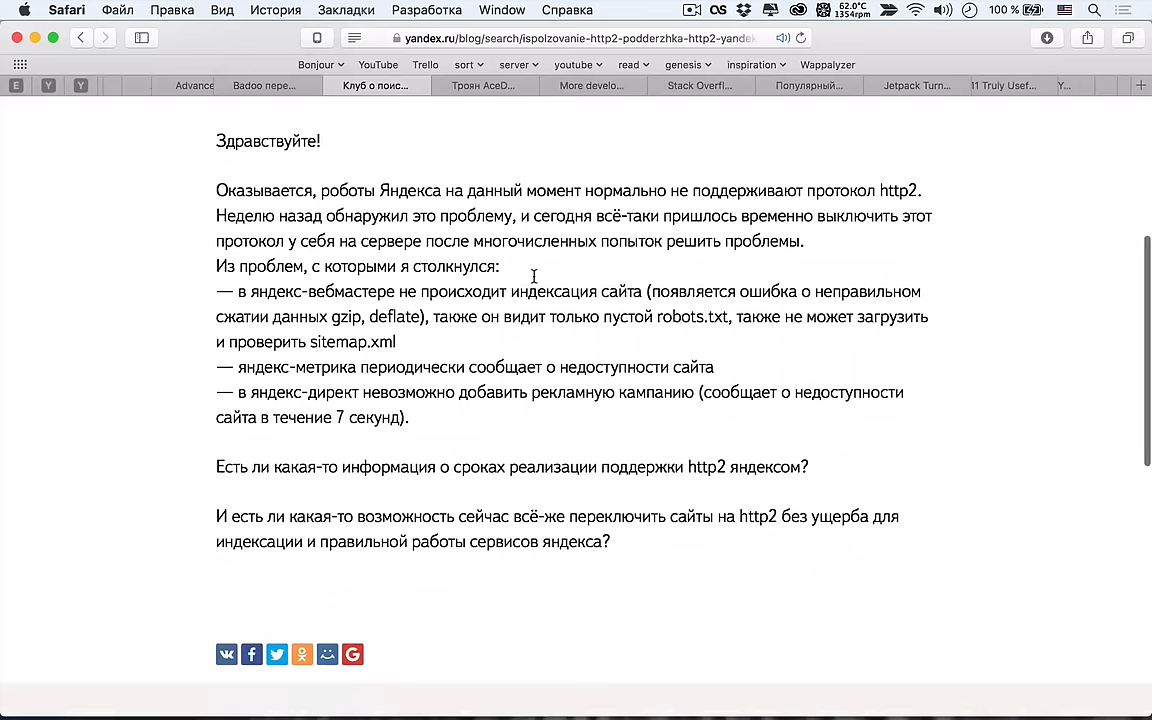 Safari Файл Правка Вид История Закладки Разработка Window Справка 62.0°C 1354rpm 100 %
yandex.ru/blog/search/ispolzovanie-http2-podderzhka-http2-yandek
Bonjour YouTube Trello sort server youtube read genesis inspiration Wappalyzer
E Y Y Advance Badoo пере... Клуб о поис... Троян AceD... More develo... Stack Overfl... Популярный... Jetpack Turn... 11 Truly Usef... Y...
Здравствуйте!
Оказывается, роботы Яндекса на данный момент нормально не поддерживают протокол http2.
Неделю назад обнаружил это проблему, и сегодня всё-таки пришлось временно выключить этот
протокол у себя на сервере после многочисленных попыток решить проблемы.
Из проблем, с которыми я столкнулся:
— в яндекс-вебмастере не происходит индексация сайта (появляется ошибка о неправильном
сжатии данных gzip, deflate), также он видит только пустой robots.txt, также не может загрузить
и проверить sitemap.xml
— яндекс-метрика периодически сообщает о недоступности сайта
— в яндекс-директ невозможно добавить рекламную кампанию (сообщает о недоступности
сайта в течение 7 секунд).
Есть ли какая-то информация о сроках реализации поддержки http2 яндексом?
И есть ли какая-то возможность сейчас всё-же переключить сайты на http2 без ущерба для
индексации и правильной работы сервисов яндекса?